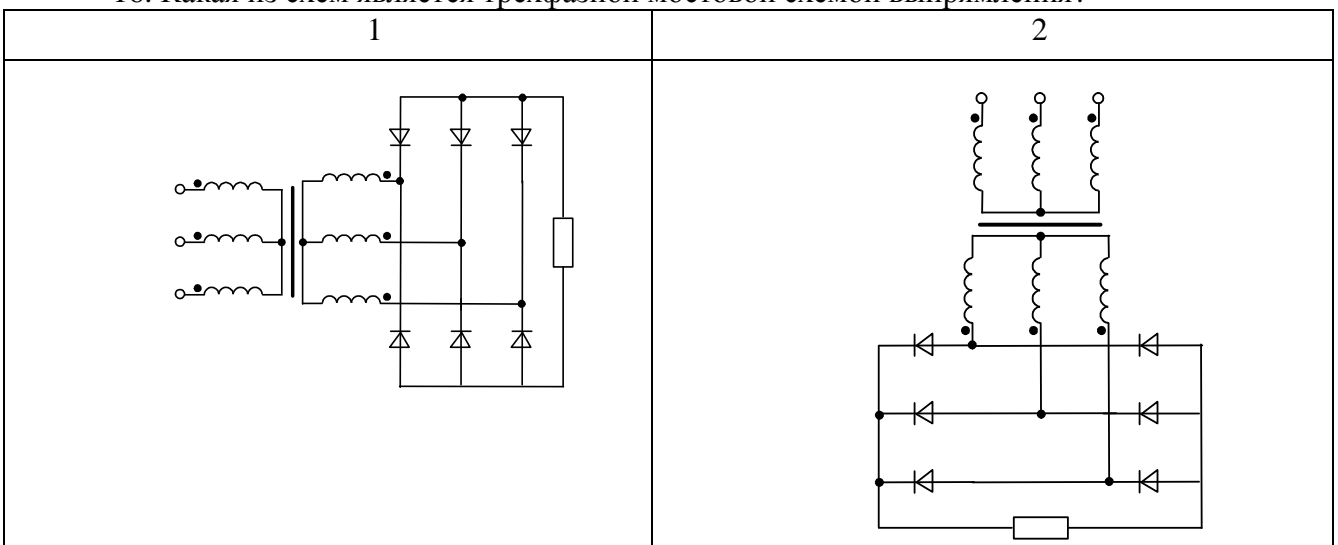 Какая из схем является трехфазной мостовой схемой выпрямления?
1 2